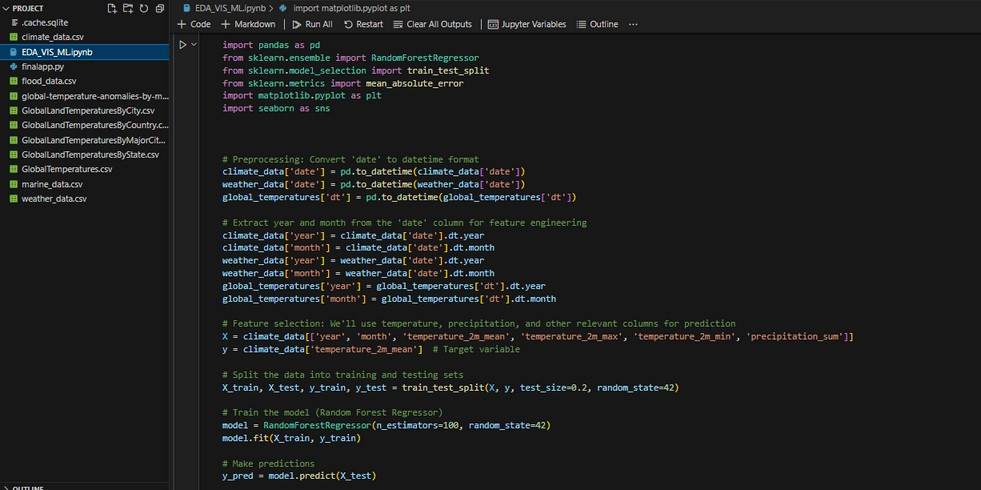 PROJECT
.cache.sqlite
climate_data.csv
EDA_VIS_ML.ipynb
finalapp.py
flood_data.csv
global-temperature-anomalies-by-m...
GlobalLandTemperaturesByCity.csv
GlobalLandTemperaturesByCountry.c...
GlobalLandTemperaturesByMajorCit...
GlobalLandTemperaturesByState.csv
GlobalTemperatures.csv
marine_data.csv
weather_data.csv
OUTLINE
EDA_VIS_ML.ipynb > import matplotlib.pyplot as plt
+ Code + Markdown Run All Restart Clear All Outputs Jupyter Variables Outline ...
import pandas as pd
from sklearn.ensemble import RandomForestRegressor
from sklearn.model_selection import train_test_split
from sklearn.metrics import mean_absolute_error
import matplotlib.pyplot as plt
import seaborn as sns
# Preprocessing: Convert 'date' to datetime format
climate_data['date'] = pd.to_datetime(climate_data['date'])
weather_data['date'] = pd.to_datetime(weather_data['date'])
global_temperatures['dt'] = pd.to_datetime(global_temperatures['dt'])
# Extract year and month from the 'date' column for feature engineering
climate_data['year'] = climate_data['date'].dt.year
climate_data['month'] = climate_data['date'].dt.month
weather_data['year'] = weather_data['date'].dt.year
weather_data['month'] = weather_data['date'].dt.month
global_temperatures['year'] = global_temperatures['dt'].dt.year
global_temperatures['month'] = global_temperatures['dt'].dt.month
# Feature selection: We'll use temperature, precipitation, and other relevant columns for prediction
X = climate_data[['year', 'month', 'temperature_2m_mean', 'temperature_2m_max', 'temperature_2m_min', 'precipitation_sum']]
y = climate_data['temperature_2m_mean']  # Target variable
# Split the data into training and testing sets
X_train, X_test, y_train, y_test = train_test_split(X, y, test_size=0.2, random_state=42)
# Train the model (Random Forest Regressor)
model = RandomForestRegressor(n_estimators=100, random_state=42)
model.fit(X_train, y_train)
# Make predictions
y_pred = model.predict(X_test)